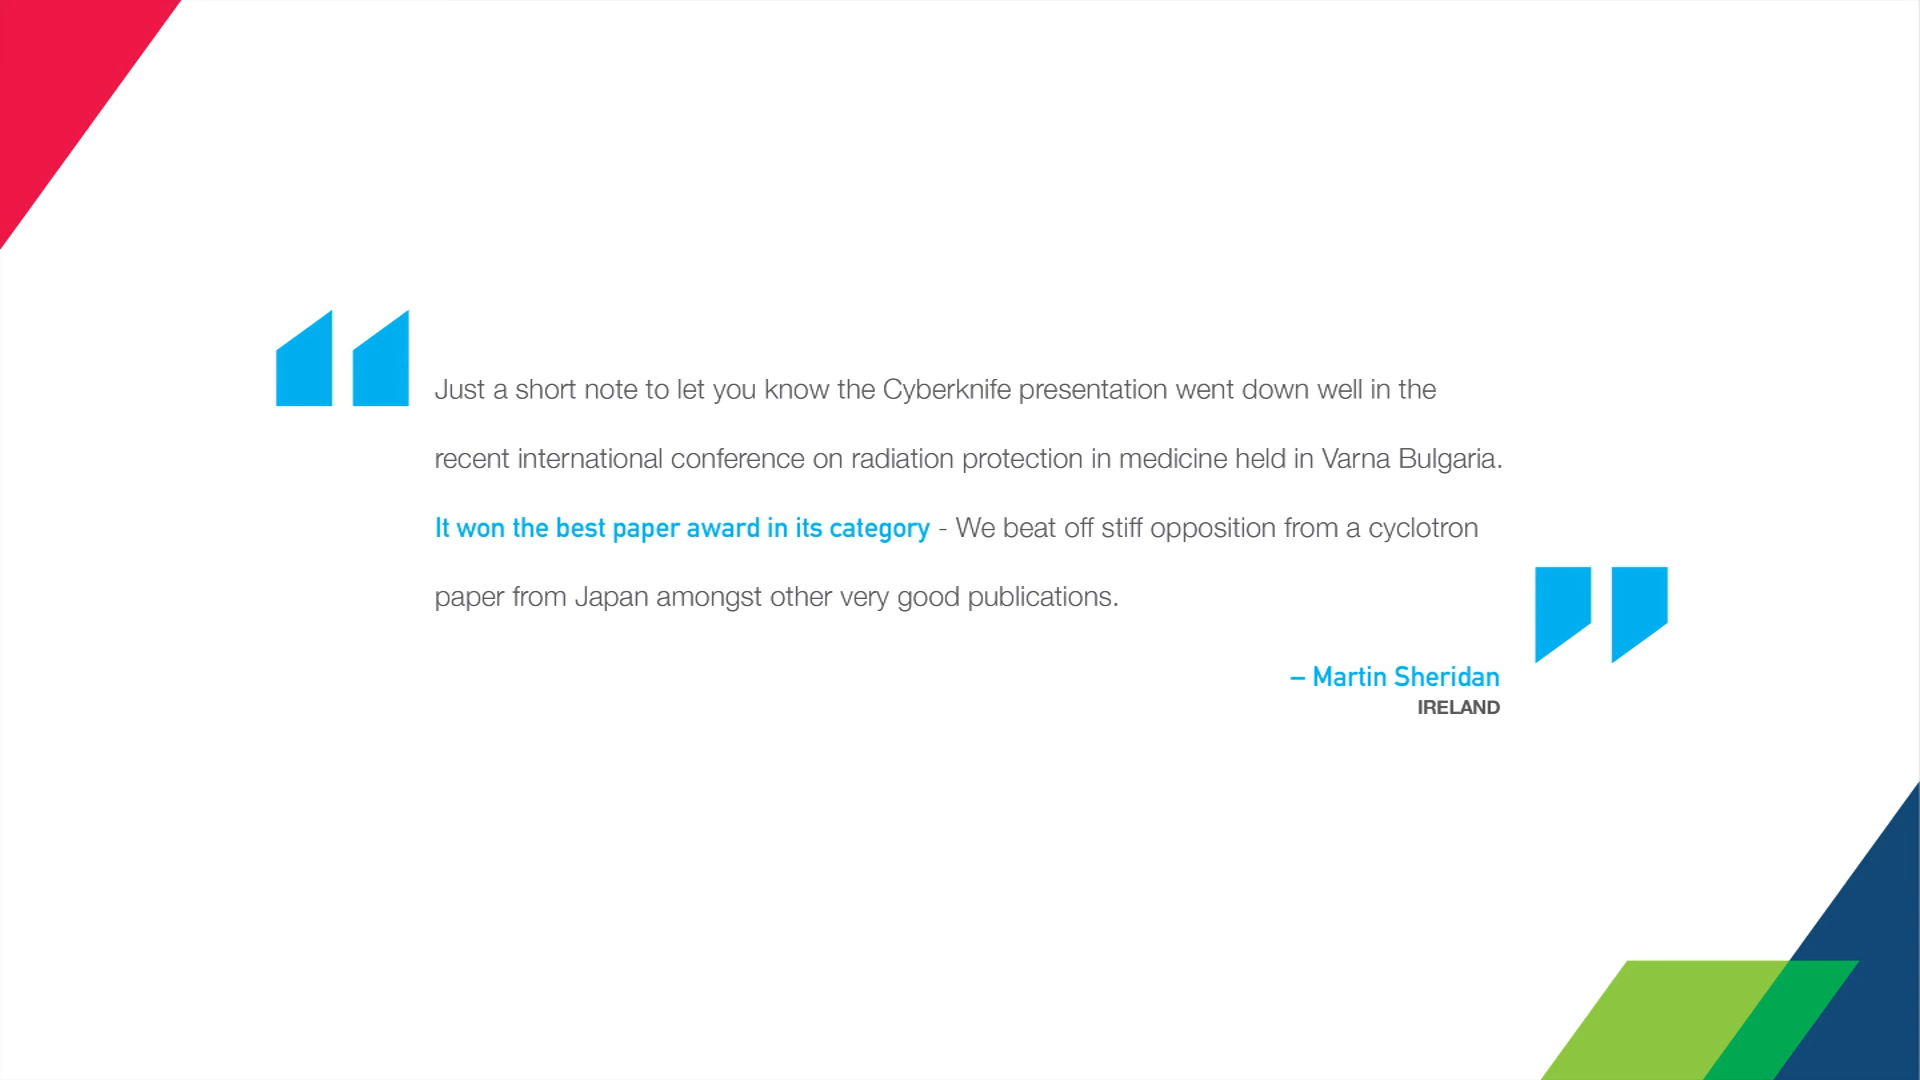 Just a short note to let you know the Cyberknife presentation went down well in the
recent international conference on radiation protection in medicine held in Varna Bulgaria.
It won the best paper award in its category - We beat off stiff opposition from a cyclotron
paper from Japan amongst other very good publications.
– Martin Sheridan
IRELAND